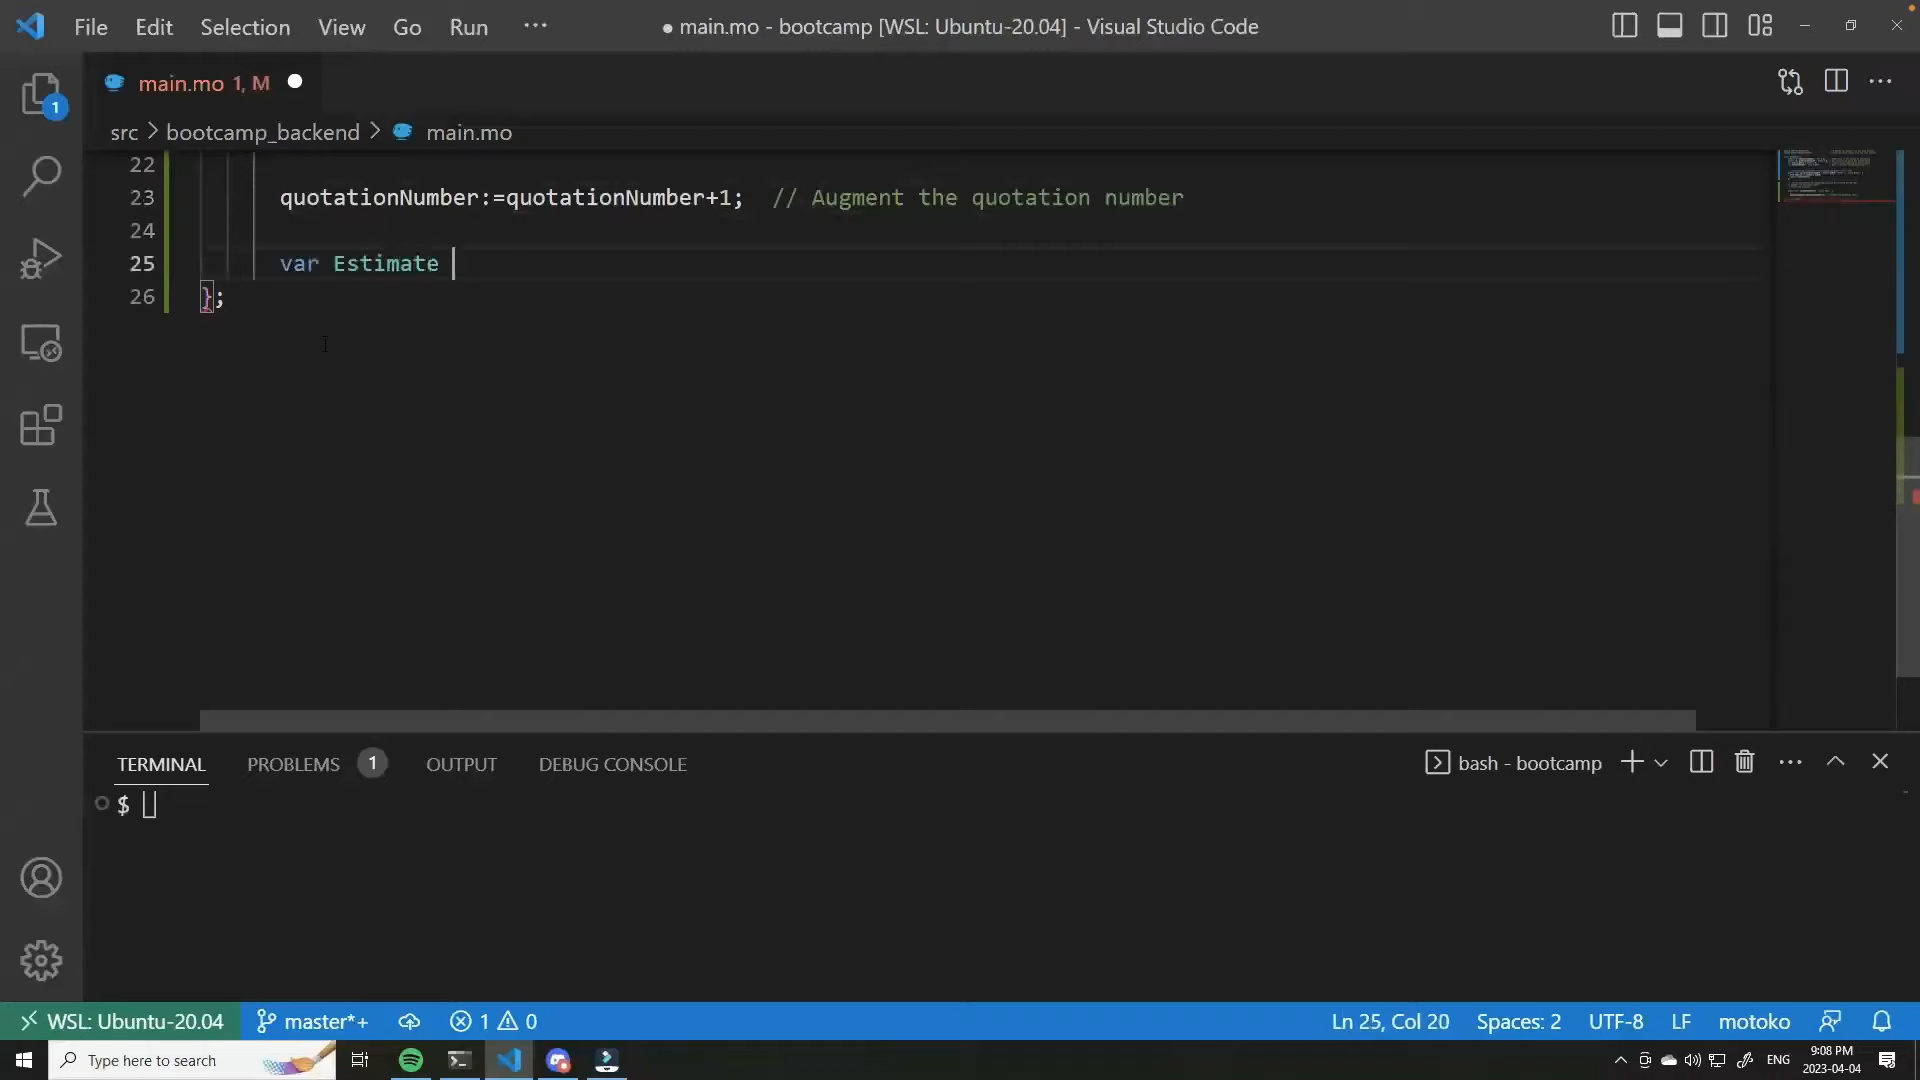 File Edit Selection View Go Run ···
● main.mo - bootcamp [WSL: Ubuntu-20.04] - Visual Studio Code
1
main.mo 1, M
src > bootcamp_backend > main.mo
22
23 quotationNumber:=quotationNumber+1; // Augment the quotation number
24
25 var Estimate
26 };
TERMINAL PROBLEMS 1 OUTPUT DEBUG CONSOLE
bash - bootcamp
$
WSL: Ubuntu-20.04 master*+ 1 0
Ln 25, Col 20 Spaces: 2 UTF-8 LF motoko
Type here to search
ENG
9:08 PM
2023-04-04